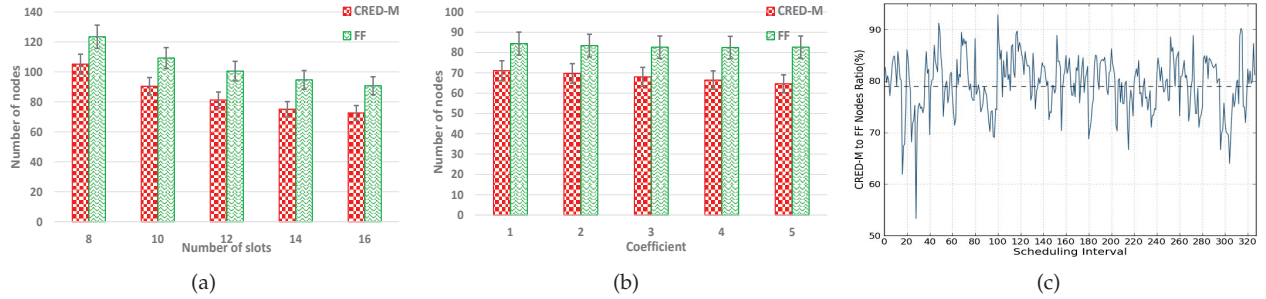 CRED-M
FF
Number of nodes
140
120
100
80
60
40
20
0
8 10 12 14 16
Number of slots
(a)
CRED-M
FF
Number of nodes
100
90
80
70
60
50
40
30
20
10
0
1 2 3 4 5
Coefficient
(b)
CRED-M to FF Nodes Ratio(%)
90
80
70
60
50
0 20 40 60 80 100 120 140 160 180 200 220 240 260 280 300 320
Scheduling Interval
(c)